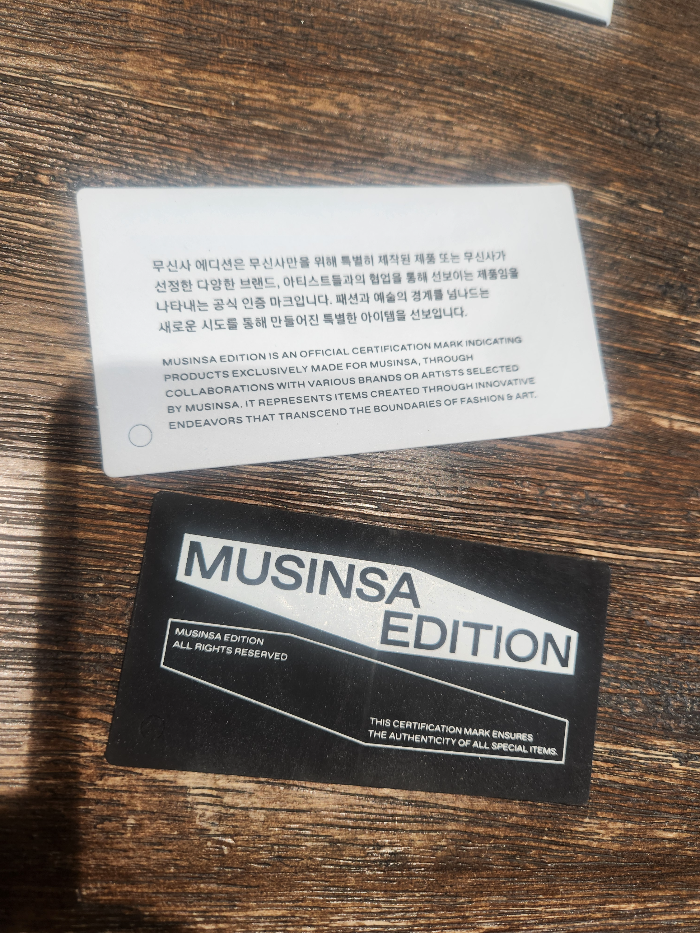 무신사 에디션은 무신사만을 위해 특별히 제작된 제품 또는 무신사가
선정한 다양한 브랜드, 아티스트들과의 협업을 통해 선보이는 제품임을
나타내는 공식 인증 마크입니다. 패션과 예술의 경계를 넘나드는
새로운 시도를 통해 만들어진 특별한 아이템을 선보입니다.
MUSINSA EDITION IS AN OFFICIAL CERTIFICATION MARK INDICATING
PRODUCTS EXCLUSIVELY MADE FOR MUSINSA, THROUGH
COLLABORATIONS WITH VARIOUS BRANDS OR ARTISTS SELECTED
BY MUSINSA. IT REPRESENTS ITEMS CREATED THROUGH INNOVATIVE
ENDEAVORS THAT TRANSCEND THE BOUNDARIES OF FASHION & ART.
MUSINSA
EDITION
MUSINSA EDITION
ALL RIGHTS RESERVED
THIS CERTIFICATION MARK ENSURES
THE AUTHENTICITY OF ALL SPECIAL ITEMS.